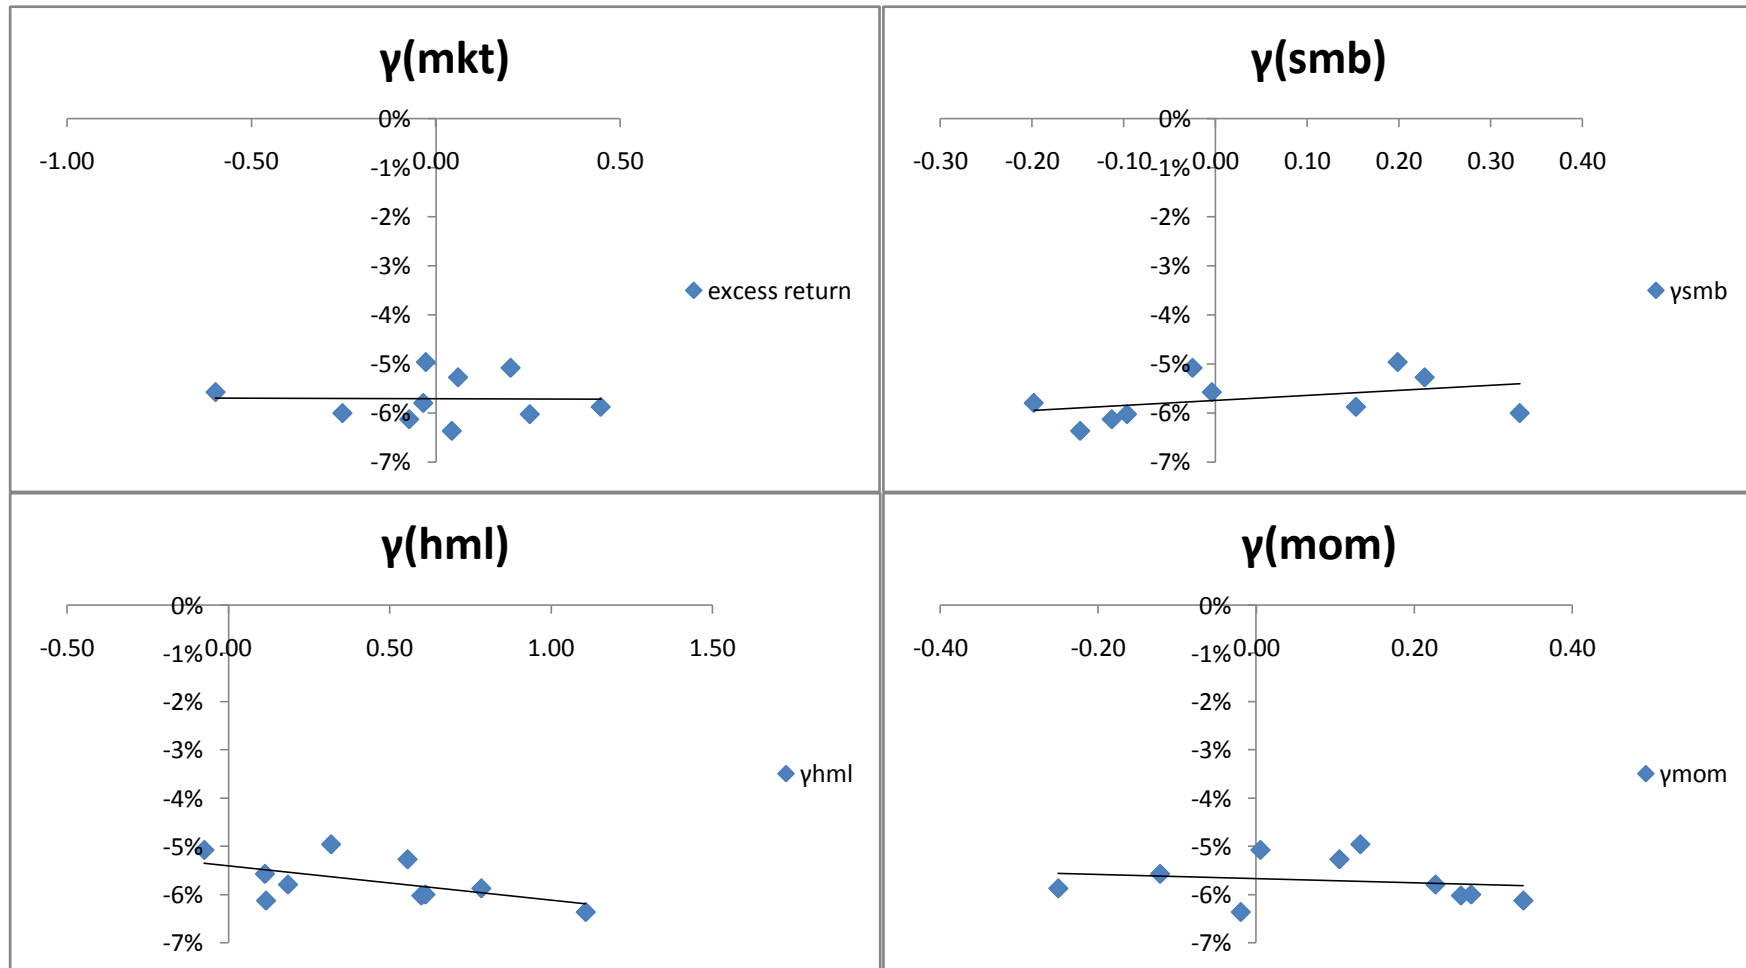 γ(mkt)
0%
-1.00 -0.50 0.00 0.50
-1%
-2%
-3%
excess return
-4%
-5%
-6%
-7%
γ(smb)
0%
-0.30 -0.20 -0.10 0.00 0.10 0.20 0.30 0.40
-1%
-2%
-3%
γsmb
-4%
-5%
-6%
-7%
γ(hml)
0%
-0.50 0.00 0.50 1.00 1.50
-1%
-2%
-3%
γhml
-4%
-5%
-6%
-7%
γ(mom)
0%
-0.40 -0.20 0.00 0.20 0.40
-1%
-2%
-3%
γmom
-4%
-5%
-6%
-7%